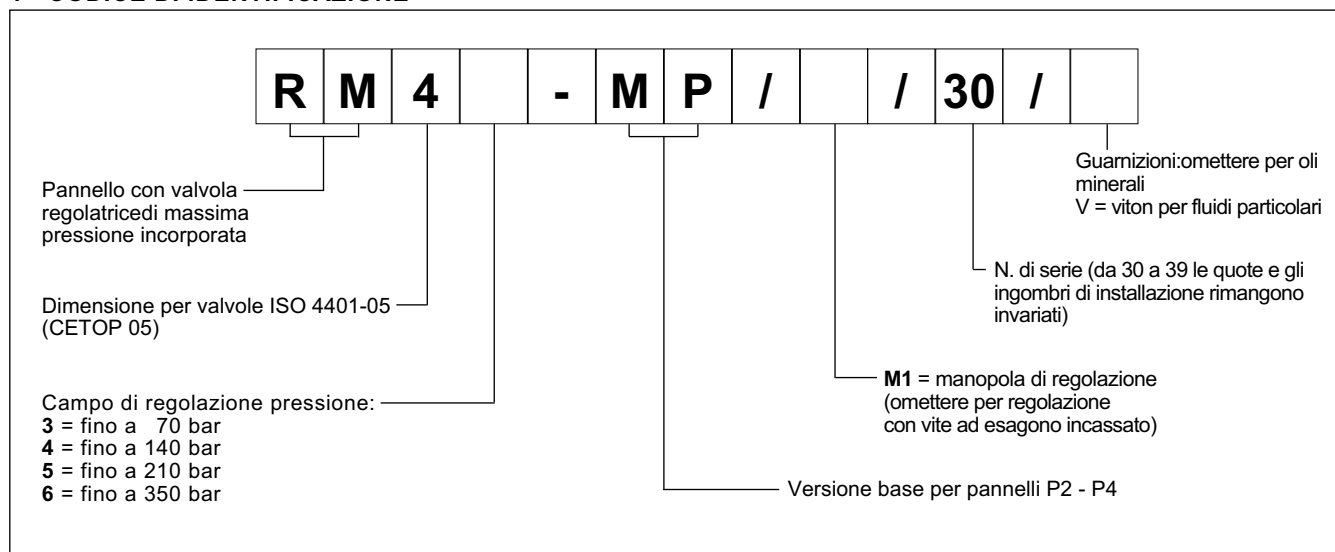 R M 4 - M P / / 30 /
Pannello con valvola
regolatricedi massima
pressione incorporata
Dimensione per valvole ISO 4401-05
(CETOP 05)
Campo di regolazione pressione:
3 = fino a 70 bar
4 = fino a 140 bar
5 = fino a 210 bar
6 = fino a 350 bar
Guarnizioni:omettere per oli
minerali
V = viton per fluidi particolari
N. di serie (da 30 a 39 le quote e gli
ingombri di installazione rimangono
invariati)
M1 = manopola di regolazione
(omettere per regolazione
con vite ad esagono incassato)
Versione base per pannelli P2 - P4